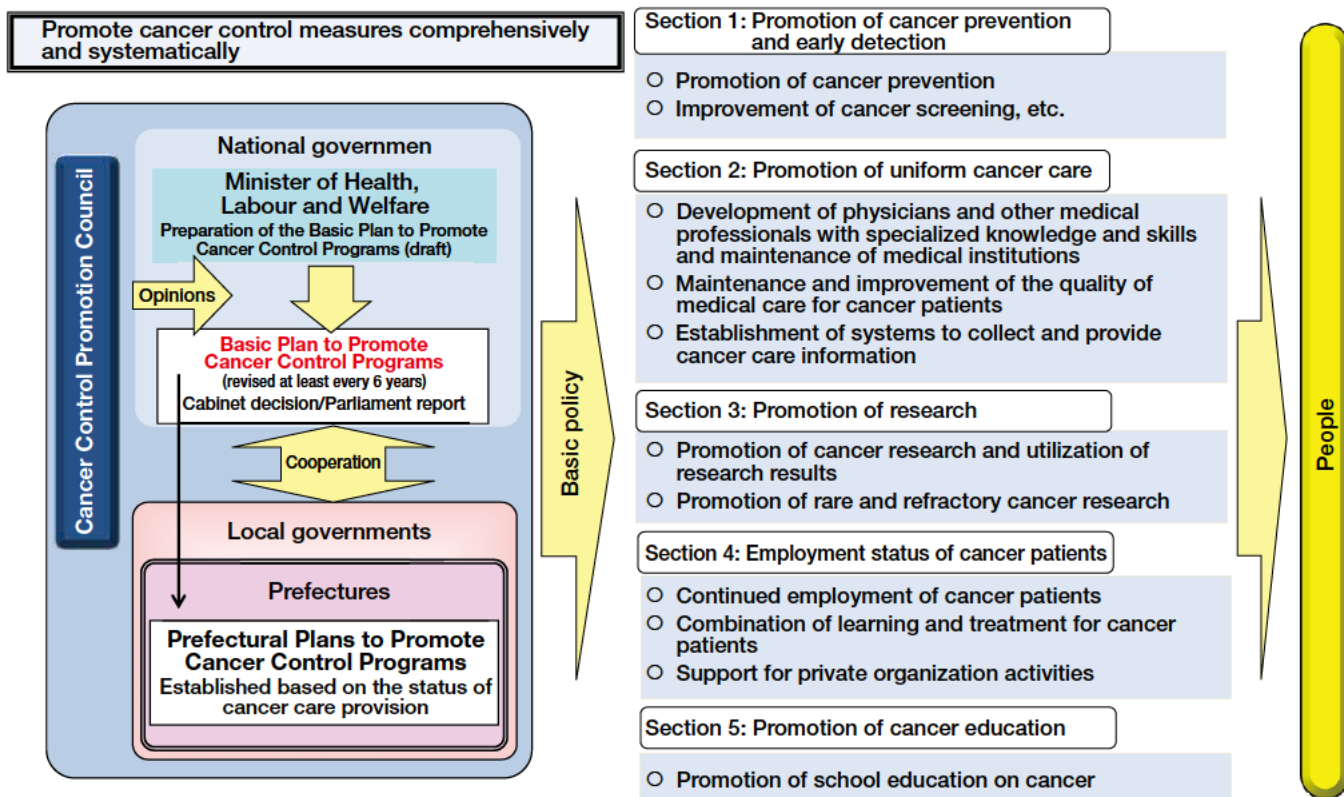 Promote cancer control measures comprehensively
and systematically
Cancer Control Promotion Council
National governmen
Minister of Health,
Labour and Welfare
Preparation of the Basic Plan to Promote
Cancer Control Programs (draft)
Opinions
Basic Plan to Promote
Cancer Control Programs
(revised at least every 6 years)
Cabinet decision/Parliament report
Cooperation
Local governments
Prefectures
Prefectural Plans to Promote
Cancer Control Programs
Established based on the status of
cancer care provision
Basic policy
Section 1: Promotion of cancer prevention
and early detection
○ Promotion of cancer prevention
○ Improvement of cancer screening, etc.
Section 2: Promotion of uniform cancer care
○ Development of physicians and other medical
professionals with specialized knowledge and skills
and maintenance of medical institutions
○ Maintenance and improvement of the quality of
medical care for cancer patients
○ Establishment of systems to collect and provide
cancer care information
Section 3: Promotion of research
○ Promotion of cancer research and utilization of
research results
○ Promotion of rare and refractory cancer research
Section 4: Employment status of cancer patients
○ Continued employment of cancer patients
○ Combination of learning and treatment for cancer
patients
○ Support for private organization activities
Section 5: Promotion of cancer education
○ Promotion of school education on cancer
People